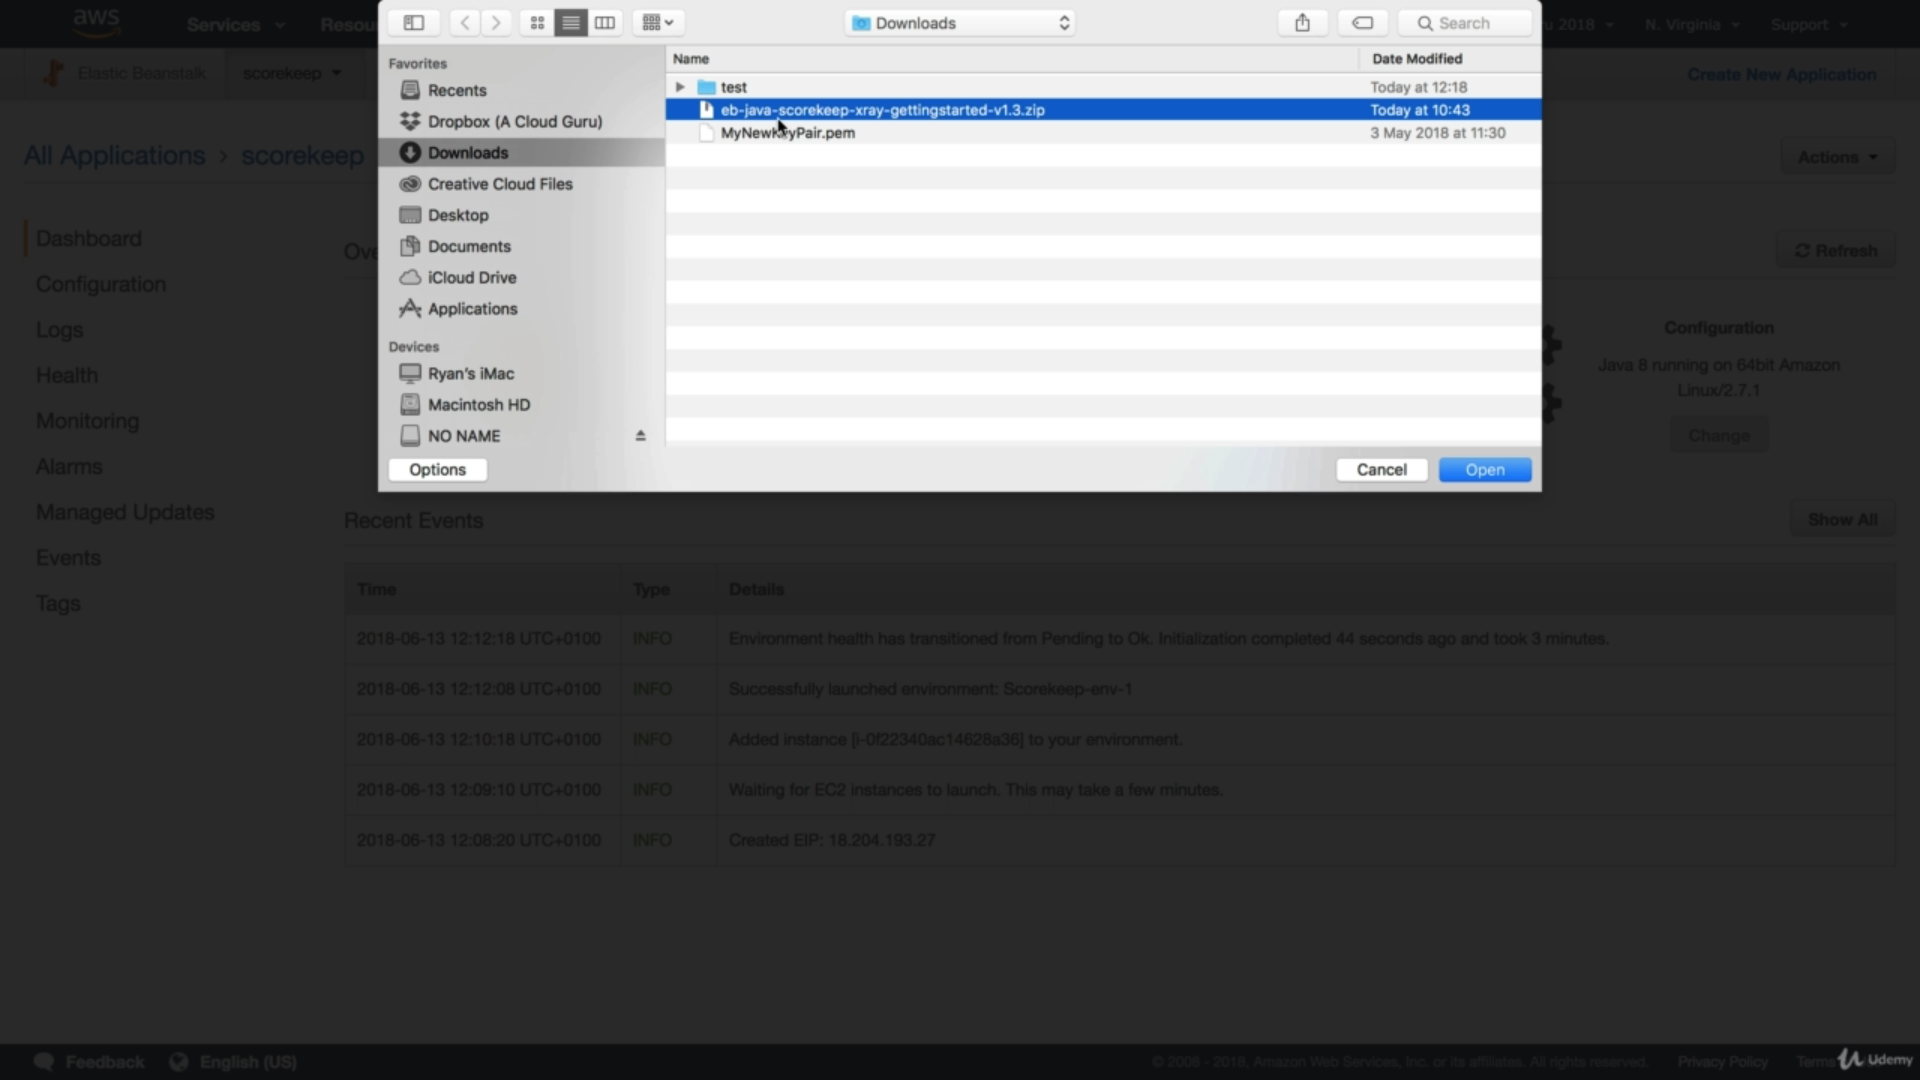 aws
Services
Resou
Downloads
Search
ru 2018
N. Virginia
Support
Elastic Beanstalk
scorekeep
Create New Application
Favorites
Recents
Dropbox (A Cloud Guru)
Downloads
Creative Cloud Files
Desktop
Documents
iCloud Drive
Applications
Devices
Ryan's iMac
Macintosh HD
NO NAME
Name
Date Modified
test
Today at 12:18
eb-java-scorekeep-xray-gettingstarted-v1.3.zip
Today at 10:43
MyNewKeyPair.pem
3 May 2018 at 11:30
Options
Cancel
Open
All Applications › scorekeep
Actions
Dashboard
Configuration
Logs
Health
Monitoring
Alarms
Managed Updates
Events
Tags
Ove
Refresh
Configuration
Java 8 running on 64bit Amazon
Linux/2.7.1
Change
Recent Events
Show All
Time Type Details
2018-06-13 12:12:18 UTC+0100 INFO Environment health has transitioned from Pending to Ok. Initialization completed 44 seconds ago and took 3 minutes.
2018-06-13 12:12:08 UTC+0100 INFO Successfully launched environment: Scorekeep-env-1
2018-06-13 12:10:18 UTC+0100 INFO Added instance [i-0f22340ac14628a36] to your environment.
2018-06-13 12:09:10 UTC+0100 INFO Waiting for EC2 instances to launch. This may take a few minutes.
2018-06-13 12:08:20 UTC+0100 INFO Created EIP: 18.204.193.27
Feedback
English (US)
© 2008 - 2018, Amazon Web Services, Inc. or its affiliates. All rights reserved.
Privacy Policy
Terms
Udemy